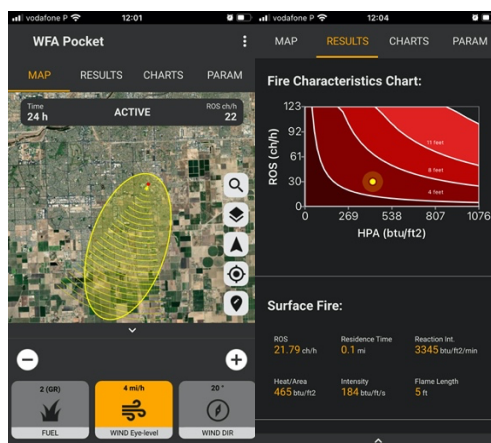 vodafone P 12:01
WFA Pocket
MAP RESULTS CHARTS PARAM
Time
24 h
ACTIVE
ROS ch/h
22
2 (GR)
FUEL
4 mi/h
WIND Eye-level
20 °
WIND DIR
vodafone P 12:04
MAP RESULTS CHARTS PARAM
Fire Characteristics Chart:
ROS (ch/h)
123
92
61
30
0
11 feet
8 feet
4 feet
0 269 538 807 1076
HPA (btu/ft2)
Surface Fire:
ROS Residence Time Reaction Int.
21.79 ch/h 0.1 mi 3345 btu/ft2/min
Heat/Area Intensity Flame Length
465 btu/ft2 184 btu/ft/s 5 ft